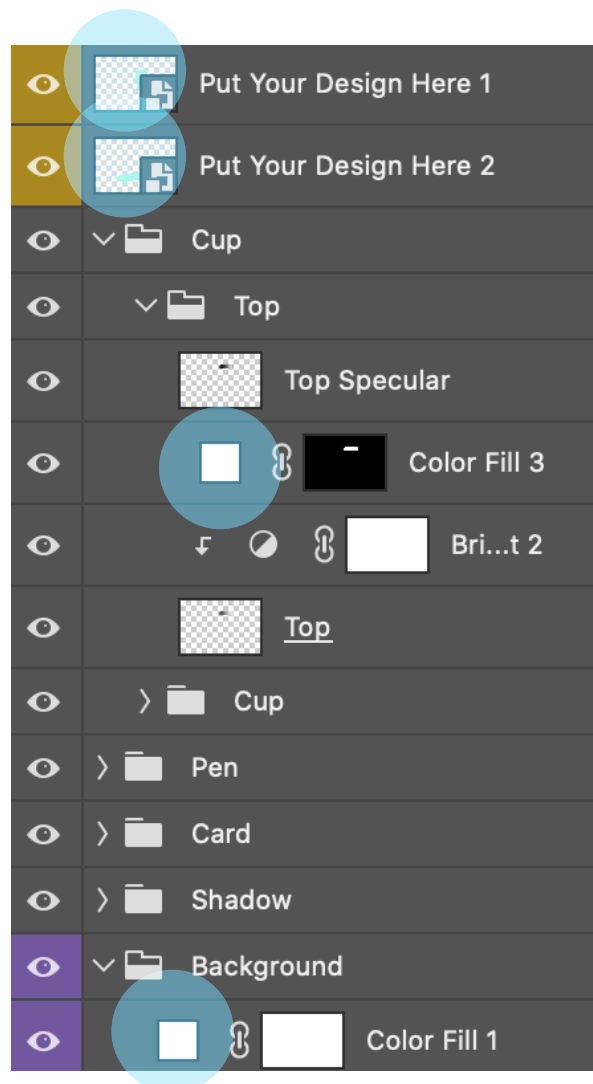 Put Your Design Here 1
Put Your Design Here 2
Cup
Top
Top Specular
Color Fill 3
Bri...t 2
Top
Cup
Pen
Card
Shadow
Background
Color Fill 1